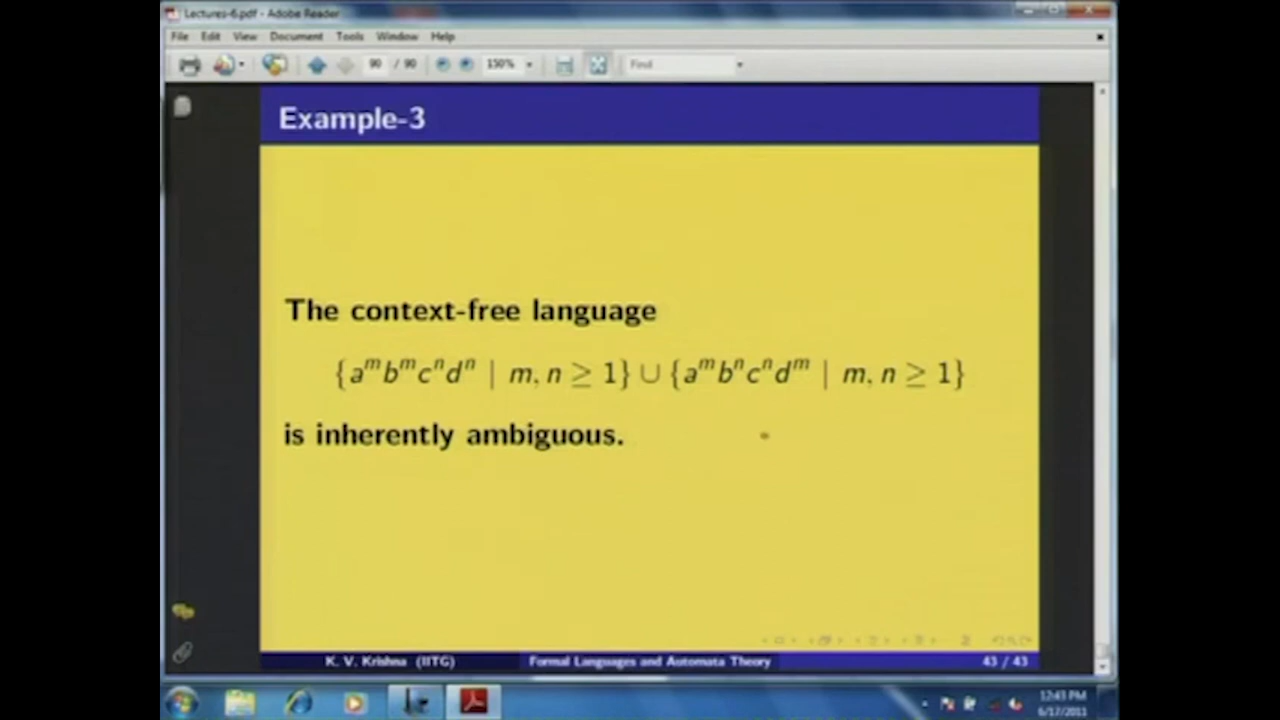 Lectures-6.pdf - Adobe Reader
File Edit View Document Tools Window Help
90 / 90 150% Find
Example-3
The context-free language
{aᵐbᵐcⁿdⁿ | m, n ≥ 1} ∪ {aᵐbⁿcⁿdᵐ | m, n ≥ 1}
is inherently ambiguous.
K. V. Krishna (IITG) Formal Languages and Automata Theory 43 / 43
12:43 PM
6/17/2011